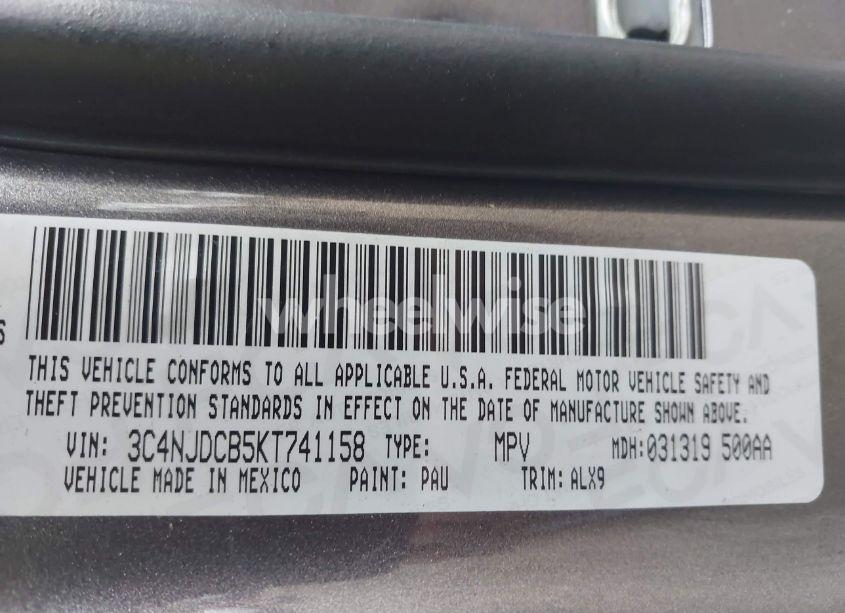 wheelwise
S
THIS VEHICLE CONFORMS TO ALL APPLICABLE U.S.A. FEDERAL MOTOR VEHICLE SAFETY AND
THEFT PREVENTION STANDARDS IN EFFECT ON THE DATE OF MANUFACTURE SHOWN ABOVE.
VIN: 3C4NJDCB5KT741158 TYPE: MPV MDH: 031319 500AA
VEHICLE MADE IN MEXICO PAINT: PAU TRIM: ALX9